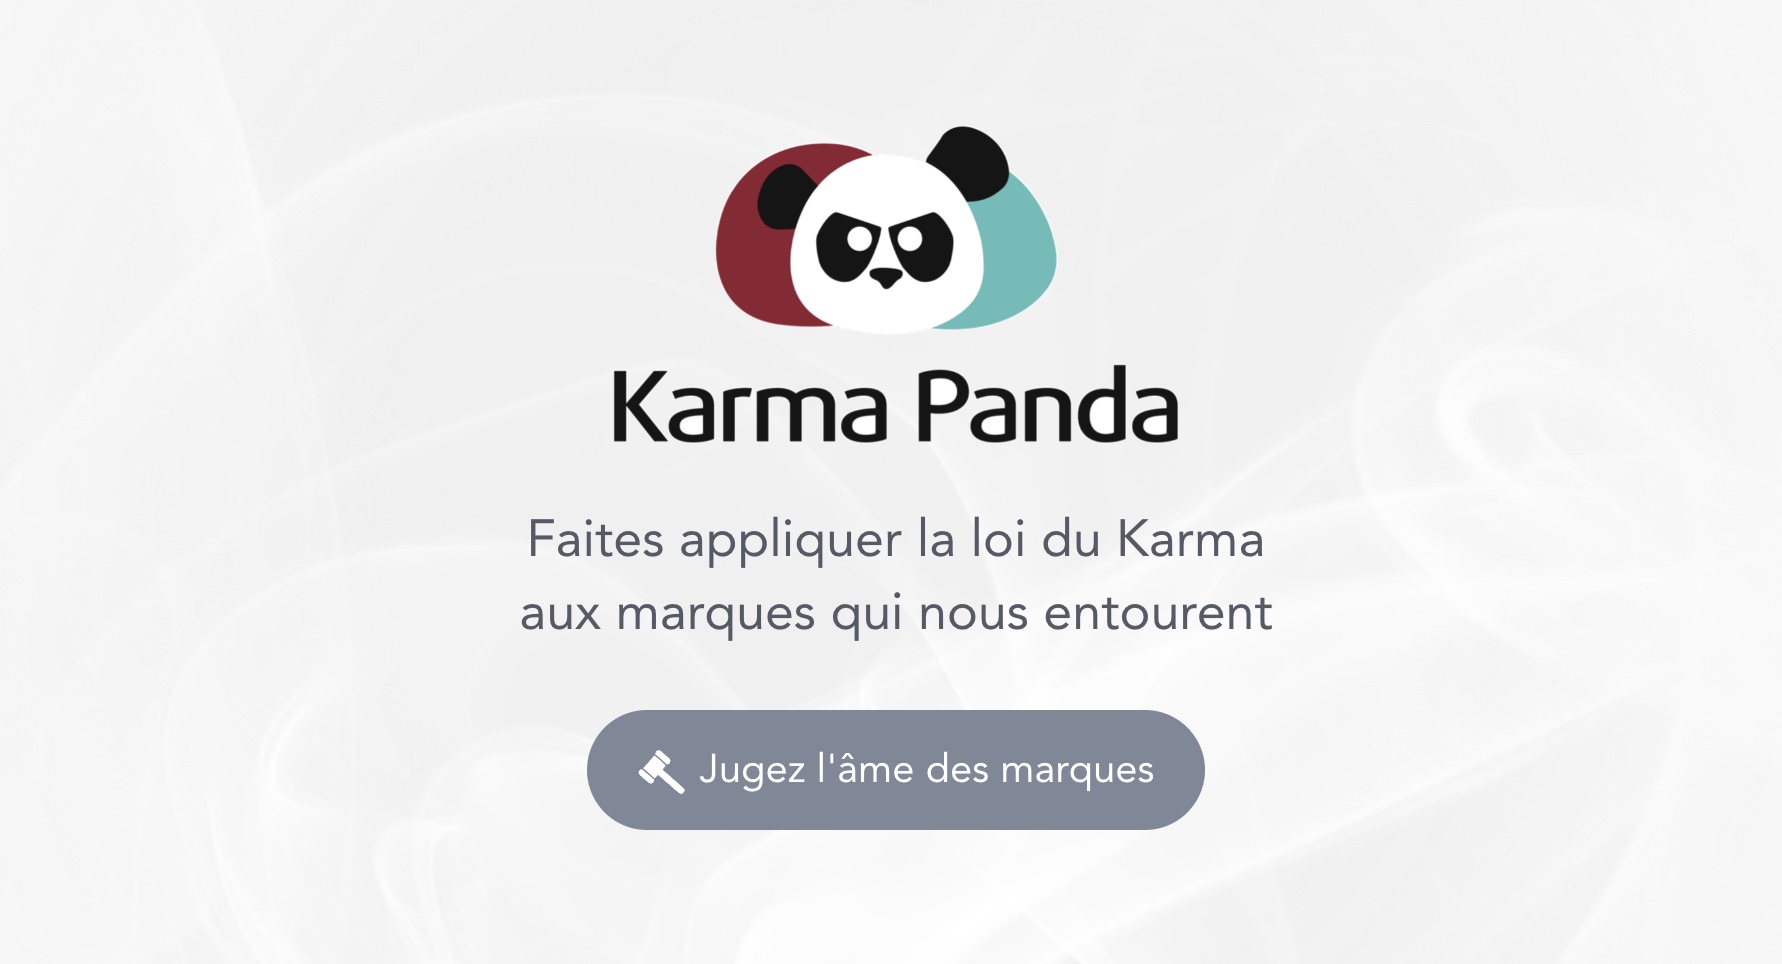 Karma Panda
Faites appliquer la loi du Karma
aux marques qui nous entourent
Jugez l'âme des marques